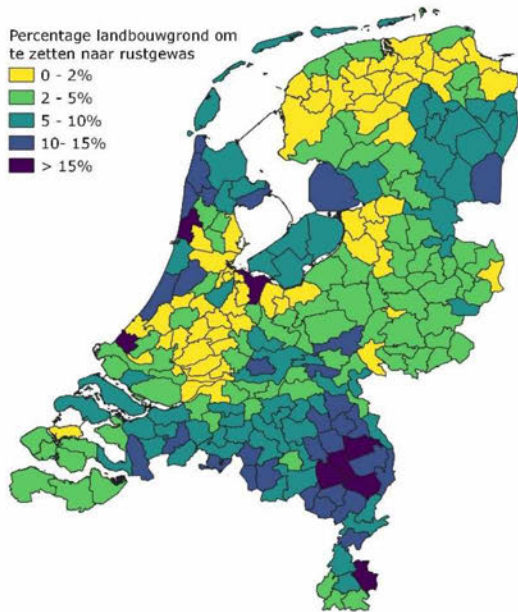 Percentage landbouwgrond om
te zetten naar rustgewas
0 - 2%
2 - 5%
5 - 10%
10- 15%
> 15%